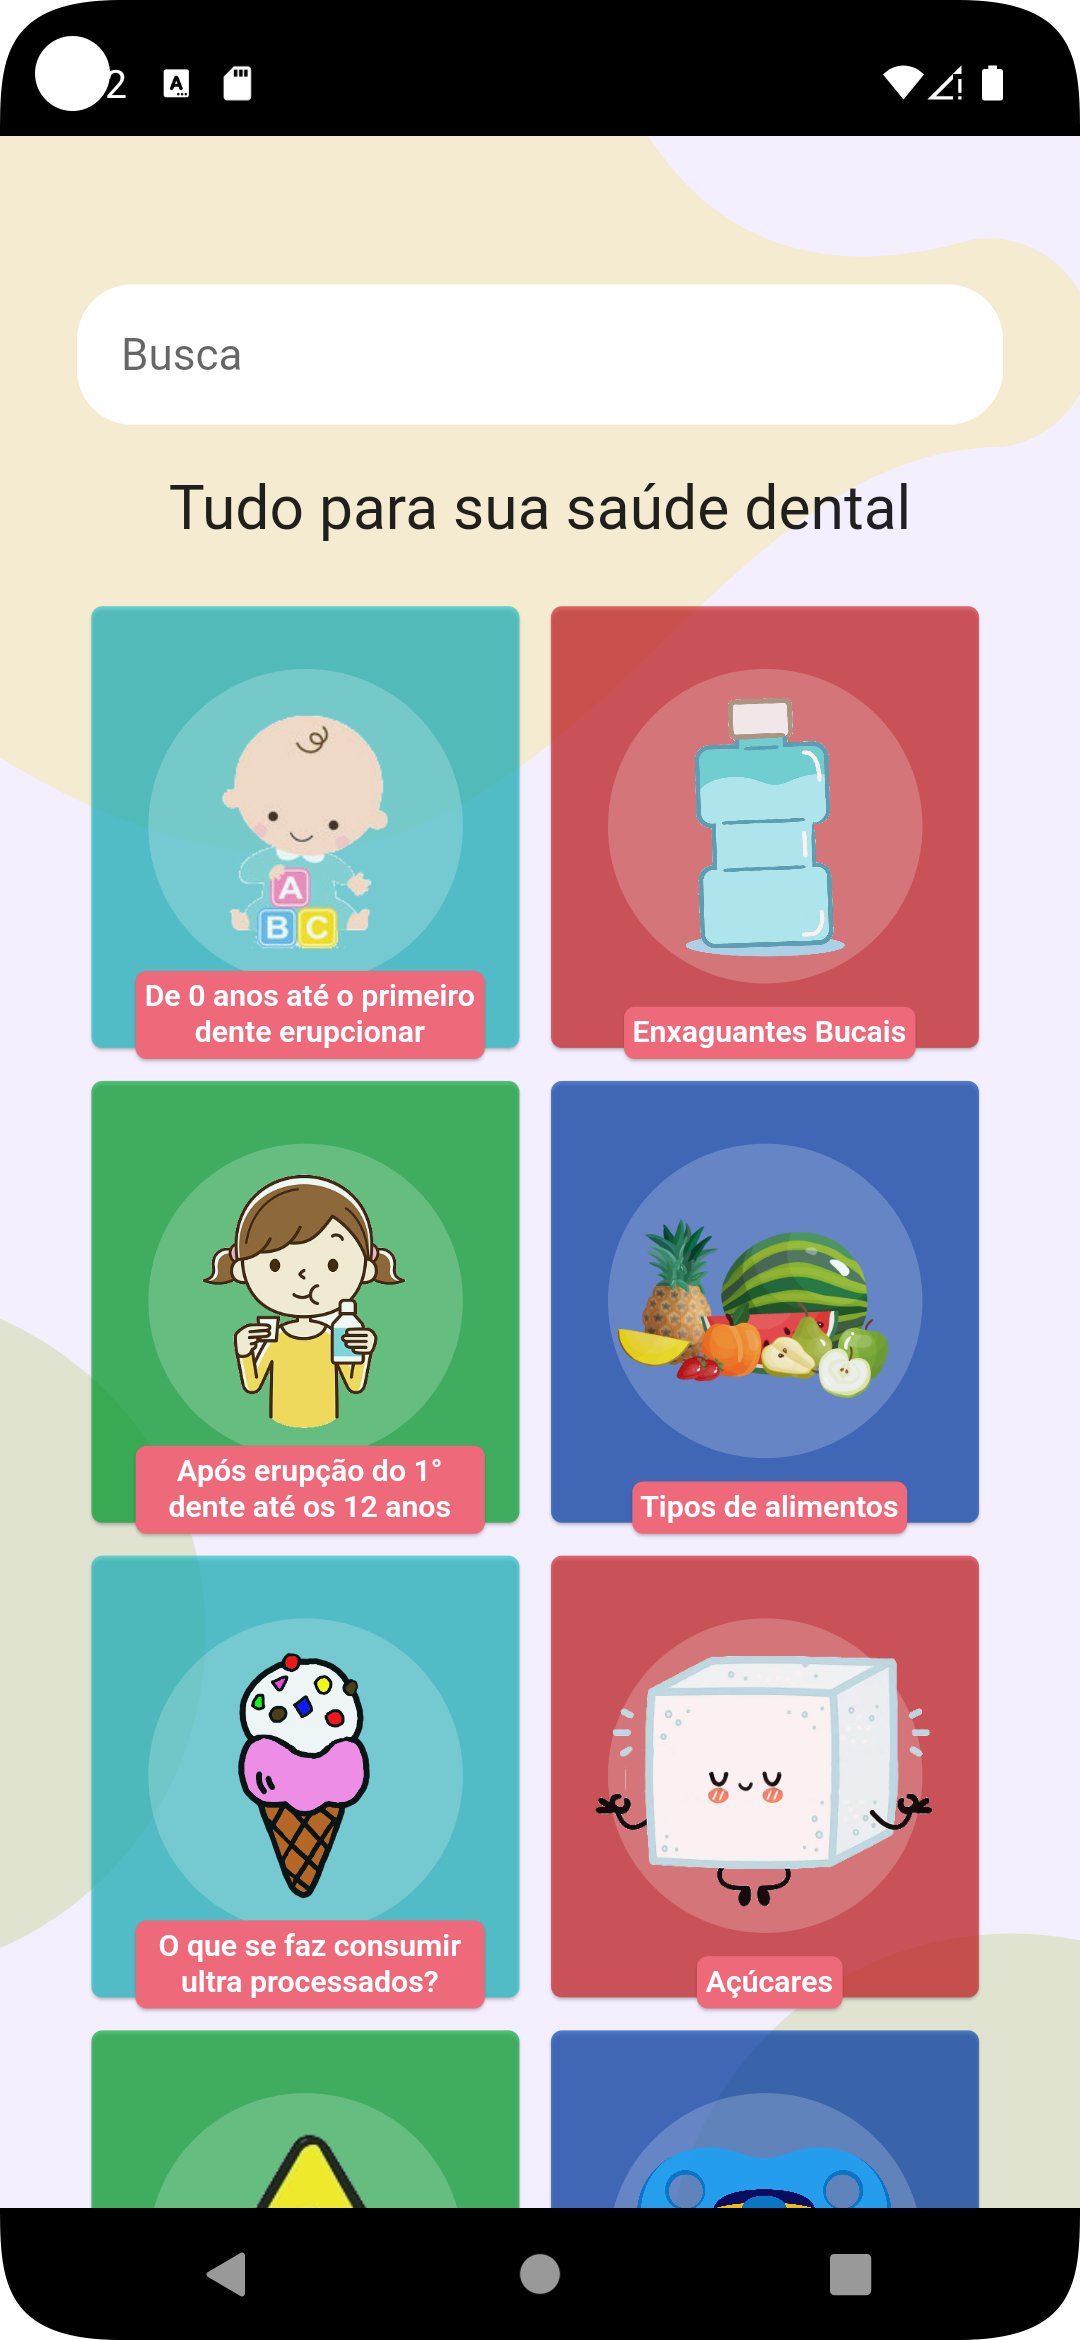 2
Busca
Tudo para sua saúde dental
A
B C
De 0 anos até o primeiro
dente erupcionar
Enxaguantes Bucais
Após erupção do 1°
dente até os 12 anos
Tipos de alimentos
O que se faz consumir
ultra processados?
Açúcares